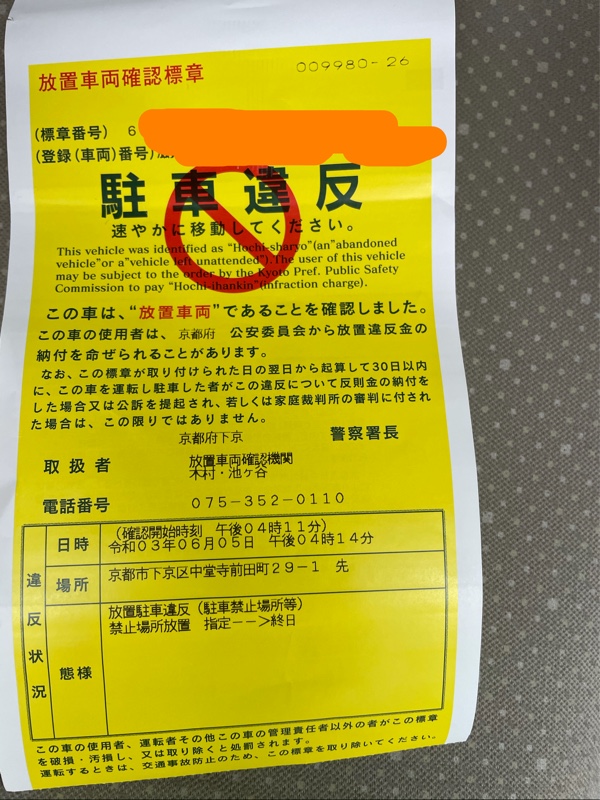 放置車両確認標章
009980-26
(標章番号) 6
(登録(車両)番号)
駐車違反
速やかに移動してください。
This vehicle was identified as “Hochi-sharyo”(an”abandoned
vehicle”or a”vehicle left unattended”).The user of this vehicle
may be subject to the order by the Kyoto Pref. Public Safety
Commission to pay “Hochi-ihankin”(infraction charge).
この車は、“放置車両”であることを確認しました。
この車の使用者は、京都府 公安委員会から放置違反金の
納付を命ぜられることがあります。
なお、この標章が取り付けられた日の翌日から起算して30日以内
に、この車を運転し駐車した者がこの違反について反則金の納付を
した場合又は公訴を提起され、若しくは家庭裁判所の審判に付され
た場合は、この限りではありません。
京都府下京 警察署長
取扱者 放置車両確認機関
木村・池ヶ谷
電話番号 075-352-0110
違反状況
日時 (確認開始時刻 午後04時11分)
令和03年06月05日 午後04時14分
場所 京都市下京区中堂寺前田町29-1 先
態様 放置駐車違反(駐車禁止場所等)
禁止場所放置 指定-->終日
この車の使用者、運転者その他この車の管理責任者以外の者がこの標章
を破損・汚損し、又は取り除くと処罰されます。
運転するときは、交通事故防止のため、この標章を取り除いてください。